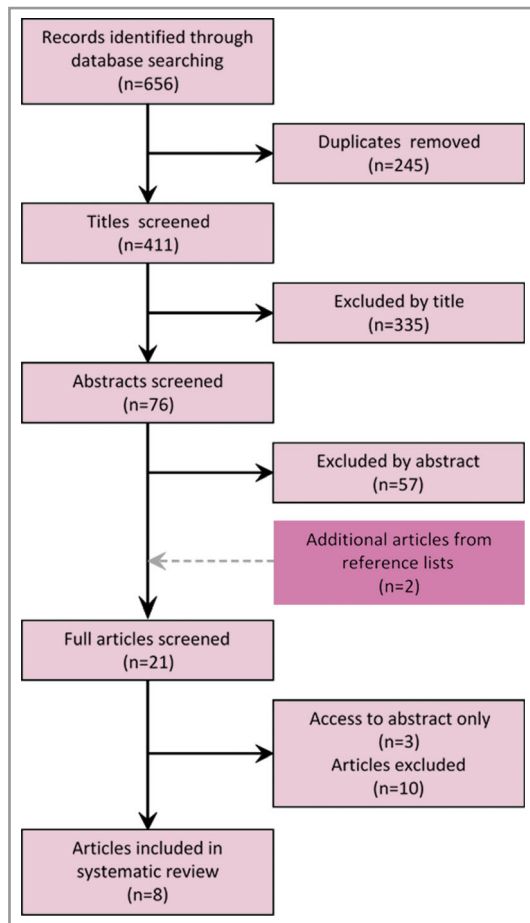 Records identified through
database searching
(n=656)
Duplicates removed
(n=245)
Titles screened
(n=411)
Excluded by title
(n=335)
Abstracts screened
(n=76)
Excluded by abstract
(n=57)
Additional articles from
reference lists
(n=2)
Full articles screened
(n=21)
Access to abstract only
(n=3)
Articles excluded
(n=10)
Articles included in
systematic review
(n=8)